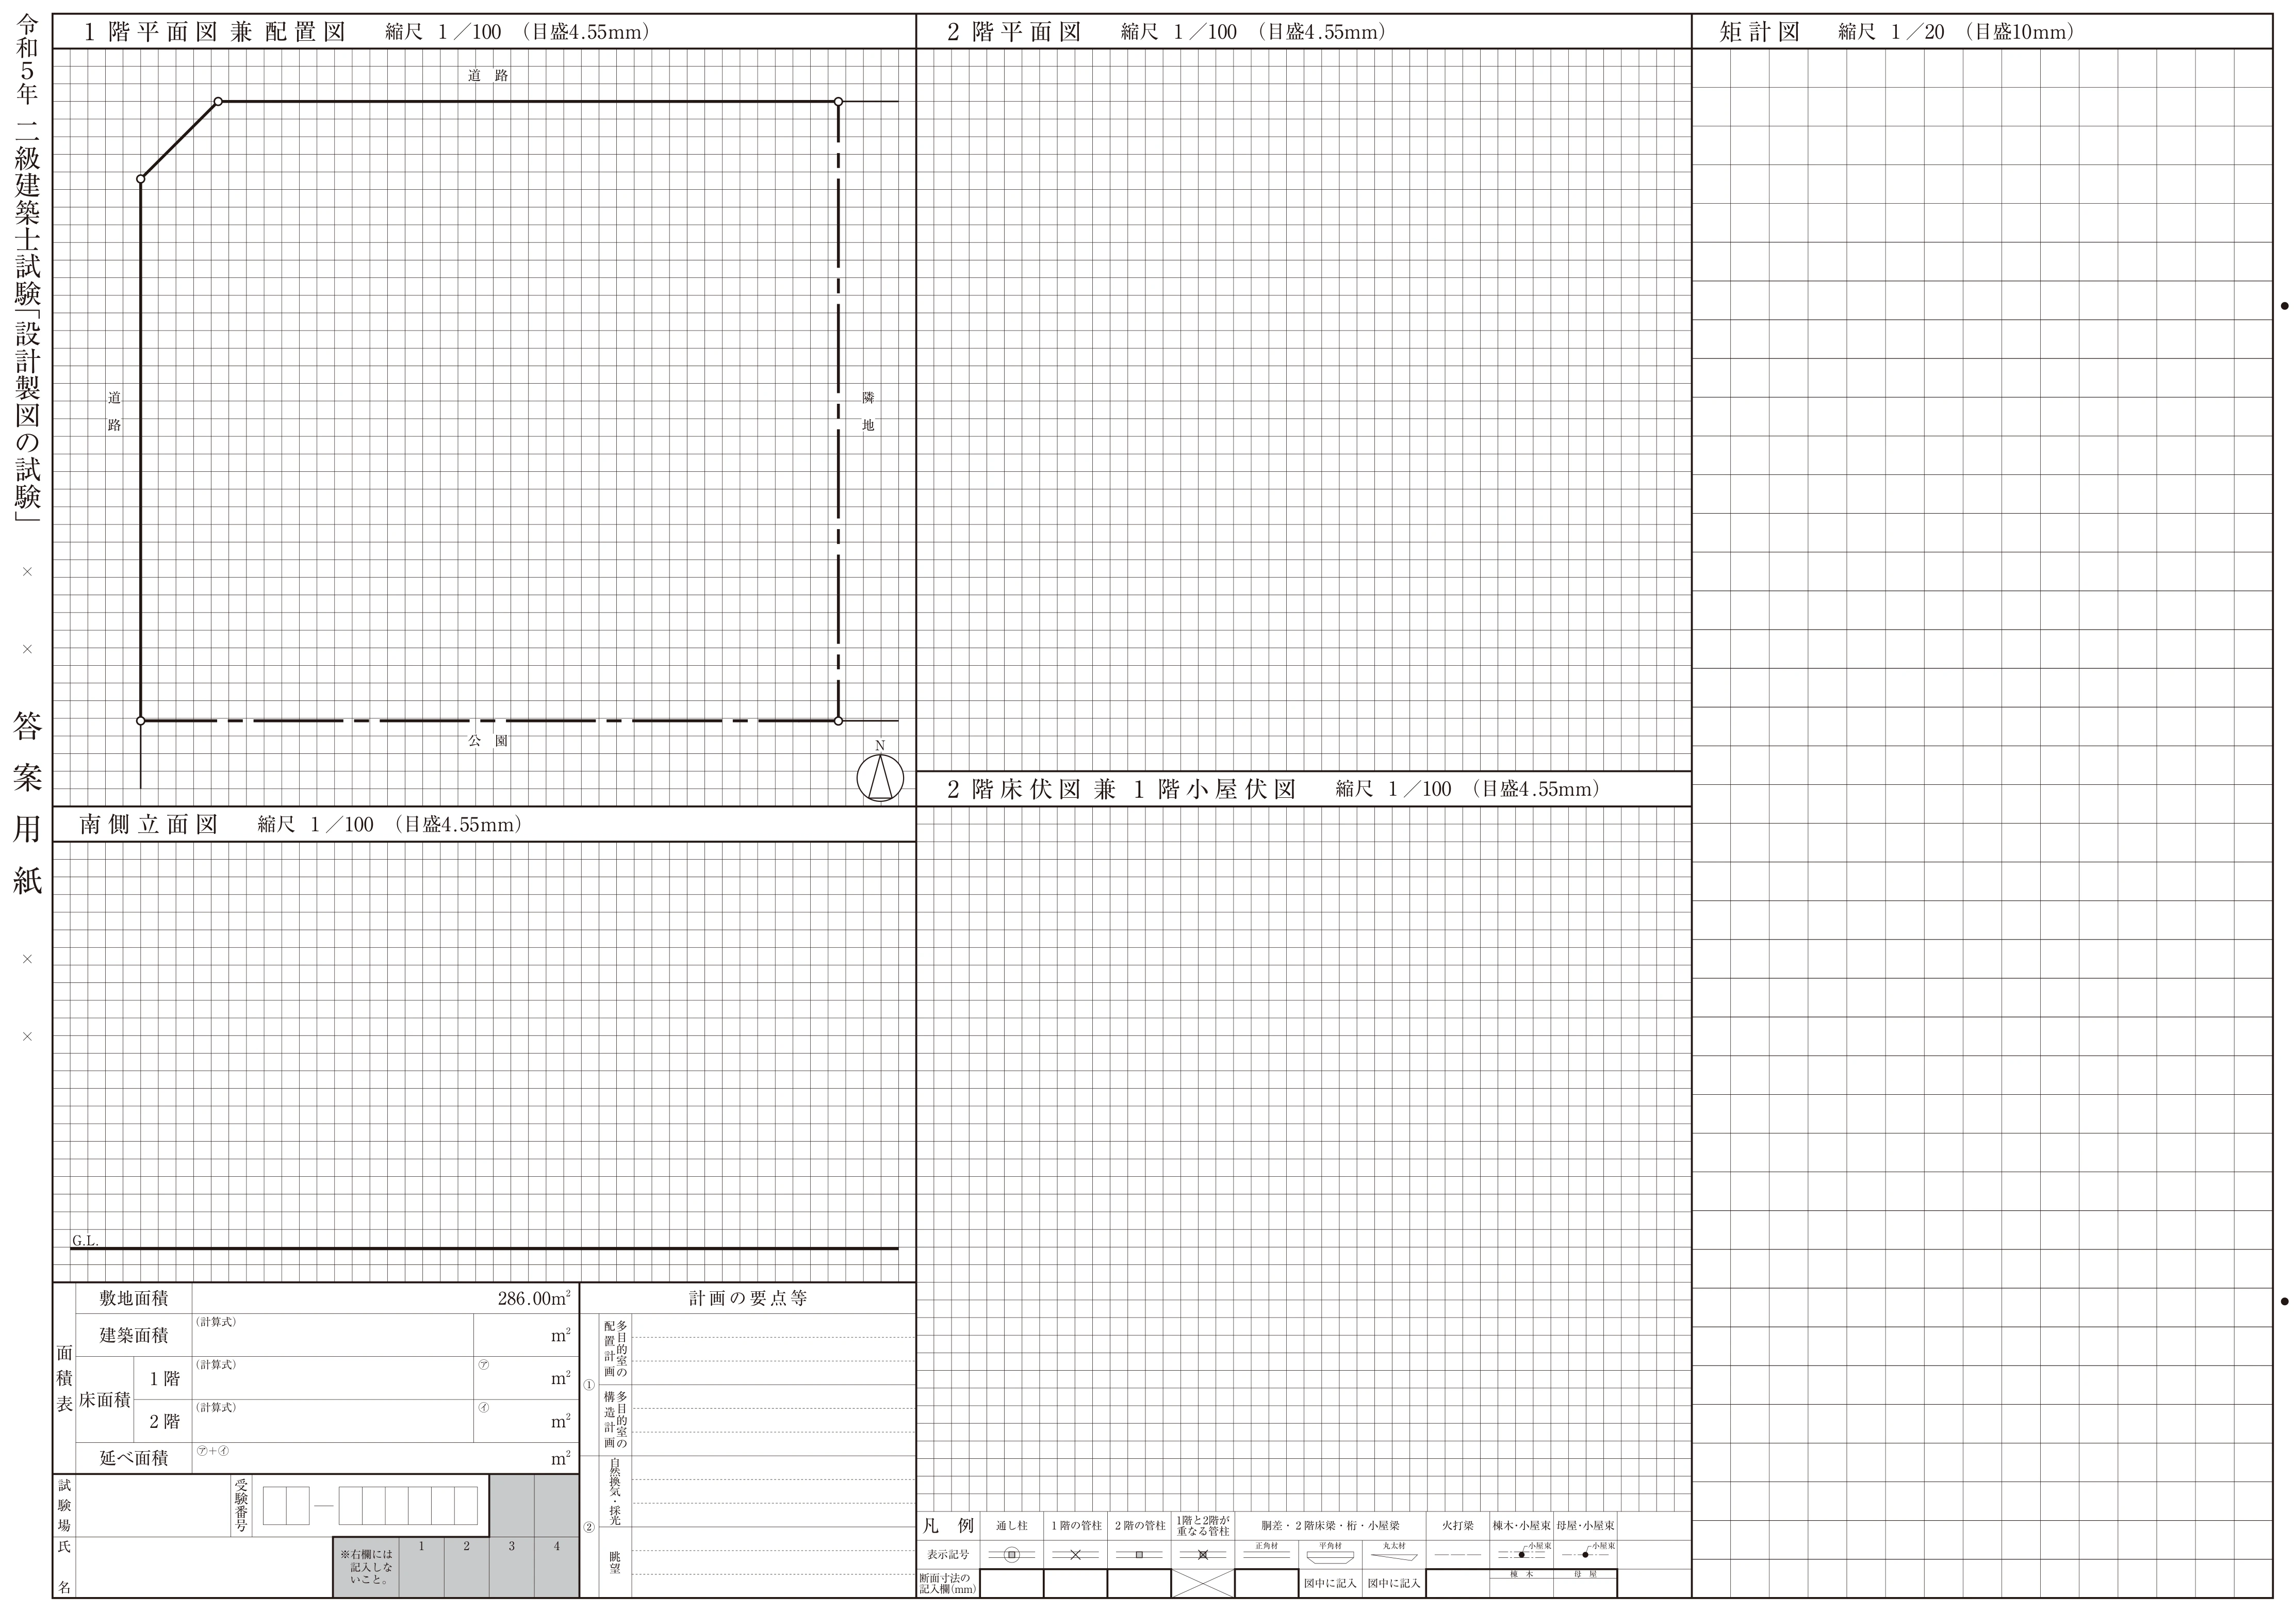 令和5年 二級建築士試験「設計製図の試験」
×
×
答案用紙
×
×
1階平面図兼配置図 縮尺 1／100 (目盛4.55mm)
道 路
道 路
隣 地
公 園
N
南側立面図 縮尺 1／100 (目盛4.55mm)
G.L.
面積表
敷地面積 286.00m²
建築面積 (計算式) m²
床面積
1階 (計算式) ㋐ m²
2階 (計算式) ㋑ m²
延べ面積 ㋐+㋑ m²
試験場
受験番号 —
氏名
※右欄には
記入しな
いこと。
1 2 3 4
計画の要点等
①
多目的室の
配置計画
多目的室の
構造計画
②
自然換気・採光
眺望
2階平面図 縮尺 1／100 (目盛4.55mm)
2階床伏図兼1階小屋伏図 縮尺 1／100 (目盛4.55mm)
凡 例 通し柱 1階の管柱 2階の管柱 1階と2階が
重なる管柱 胴差・2階床梁・桁・小屋梁 火打梁 棟木・小屋束 母屋・小屋束
表示記号 正角材 平角材 丸太材 小屋束 小屋束
断面寸法の
記入欄(mm) 図中に記入 図中に記入 棟 木 母 屋
矩計図 縮尺 1／20 (目盛10mm)